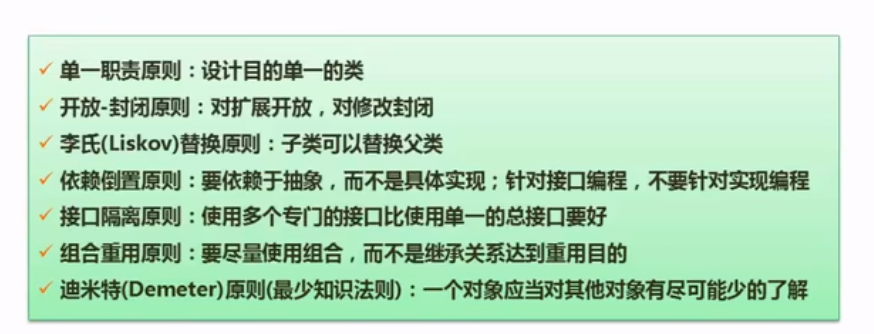 单一职责原则：设计目的单一的类
开放-封闭原则：对扩展开放，对修改封闭
李氏(Liskov)替换原则：子类可以替换父类
依赖倒置原则：要依赖于抽象，而不是具体实现；针对接口编程，不要针对实现编程
接口隔离原则：使用多个专门的接口比使用单一的总接口要好
组合重用原则：要尽量使用组合，而不是继承关系达到重用目的
迪米特(Demeter)原则(最少知识法则)：一个对象应当对其他对象有尽可能少的了解